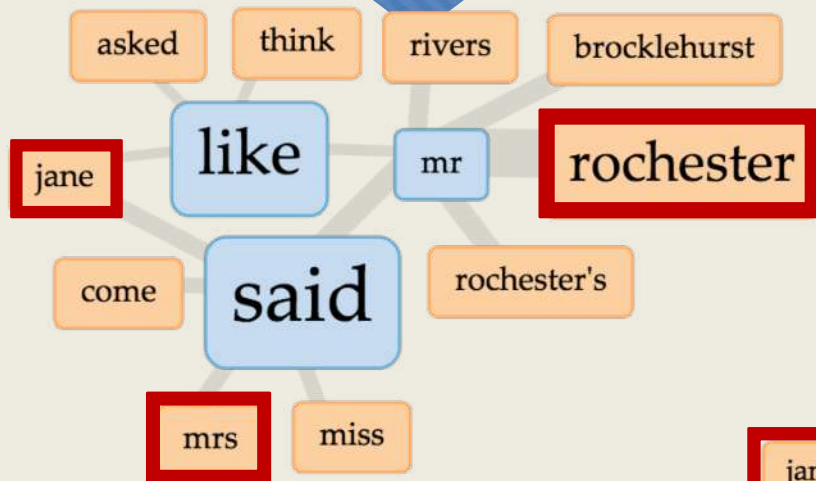 asked think rivers brocklehurst
like mr rochester
jane
come said rochester's
mrs miss